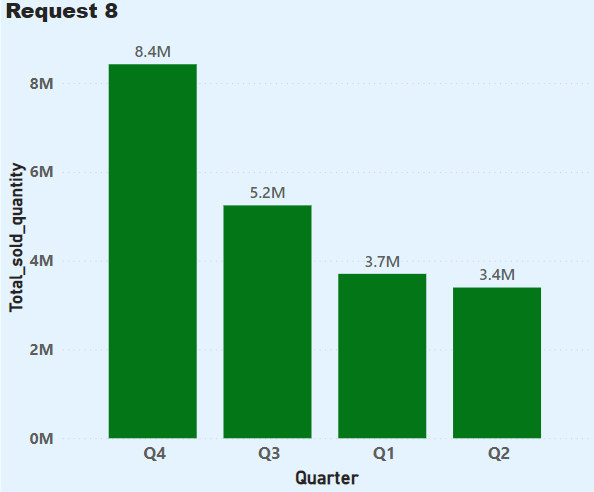 Request 8
8.4M
8M
5.2M
6M
3.7M
3.4M
4M
2M
0M
Total_sold_quantity
Q4 Q3 Q1 Q2
Quarter